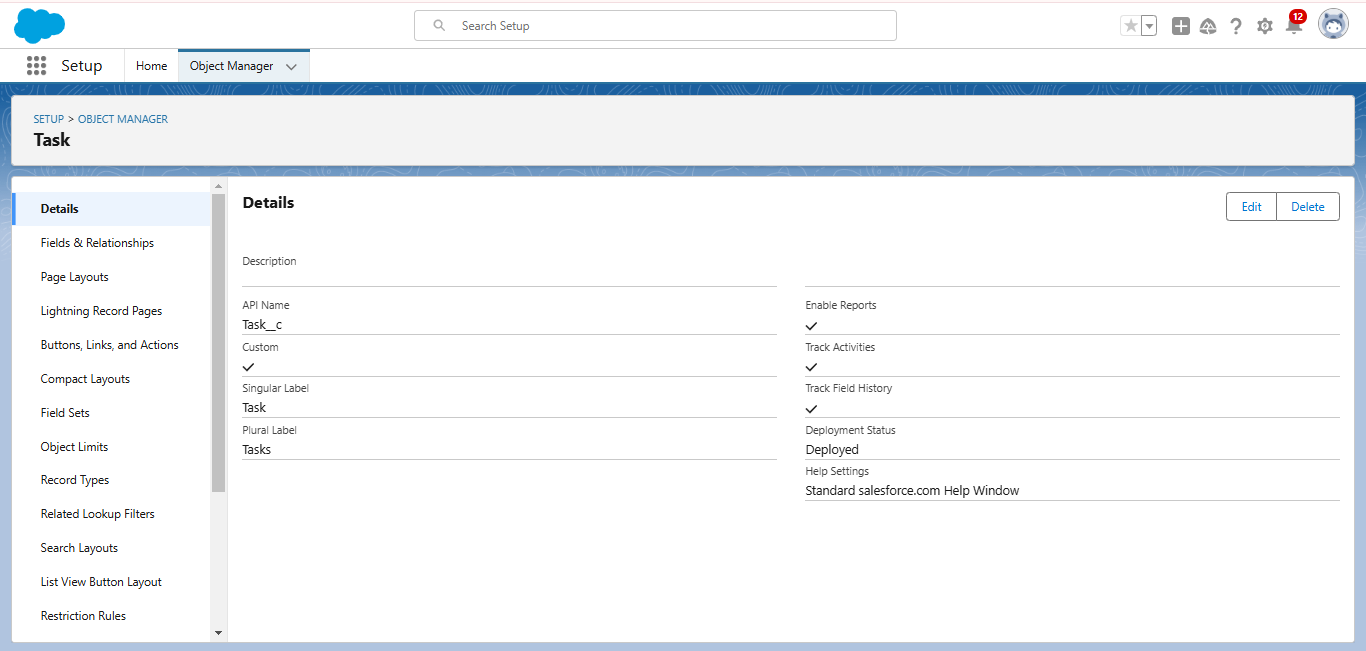 Search Setup
12
Setup
Home
Object Manager
SETUP > OBJECT MANAGER
Task
Details
Fields & Relationships
Page Layouts
Lightning Record Pages
Buttons, Links, and Actions
Compact Layouts
Field Sets
Object Limits
Record Types
Related Lookup Filters
Search Layouts
List View Button Layout
Restriction Rules
Details
Edit
Delete
Description
API Name
Task__c
Custom
Singular Label
Task
Plural Label
Tasks
Enable Reports
Track Activities
Track Field History
Deployment Status
Deployed
Help Settings
Standard salesforce.com Help Window